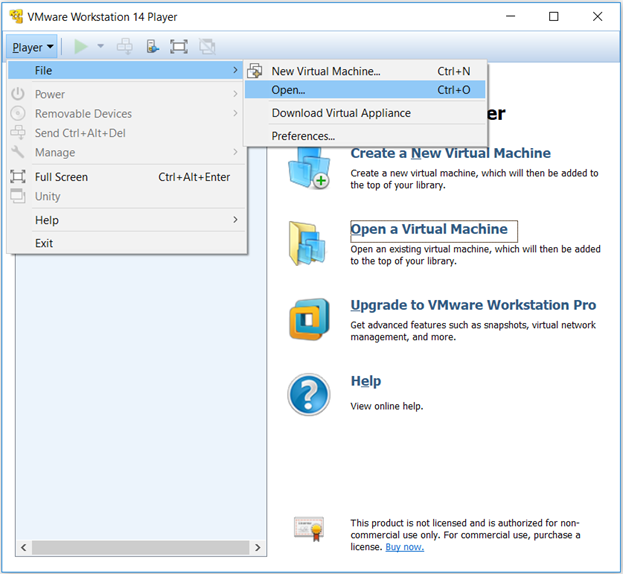 VMware Workstation 14 Player
Player
File
Power
Removable Devices
Send Ctrl+Alt+Del
Manage
Full Screen Ctrl+Alt+Enter
Unity
Help
Exit
New Virtual Machine... Ctrl+N
Open... Ctrl+O
Download Virtual Appliance
Preferences...
er
Create a New Virtual Machine
Create a new virtual machine, which will then be added
to the top of your library.
Open a Virtual Machine
Open an existing virtual machine, which will then be added
to the top of your library.
Upgrade to VMware Workstation Pro
Get advanced features such as snapshots, virtual network
management, and more.
Help
View online help.
This product is not licensed and is authorized for non-
commercial use only. For commercial use, purchase a
license. Buy now.